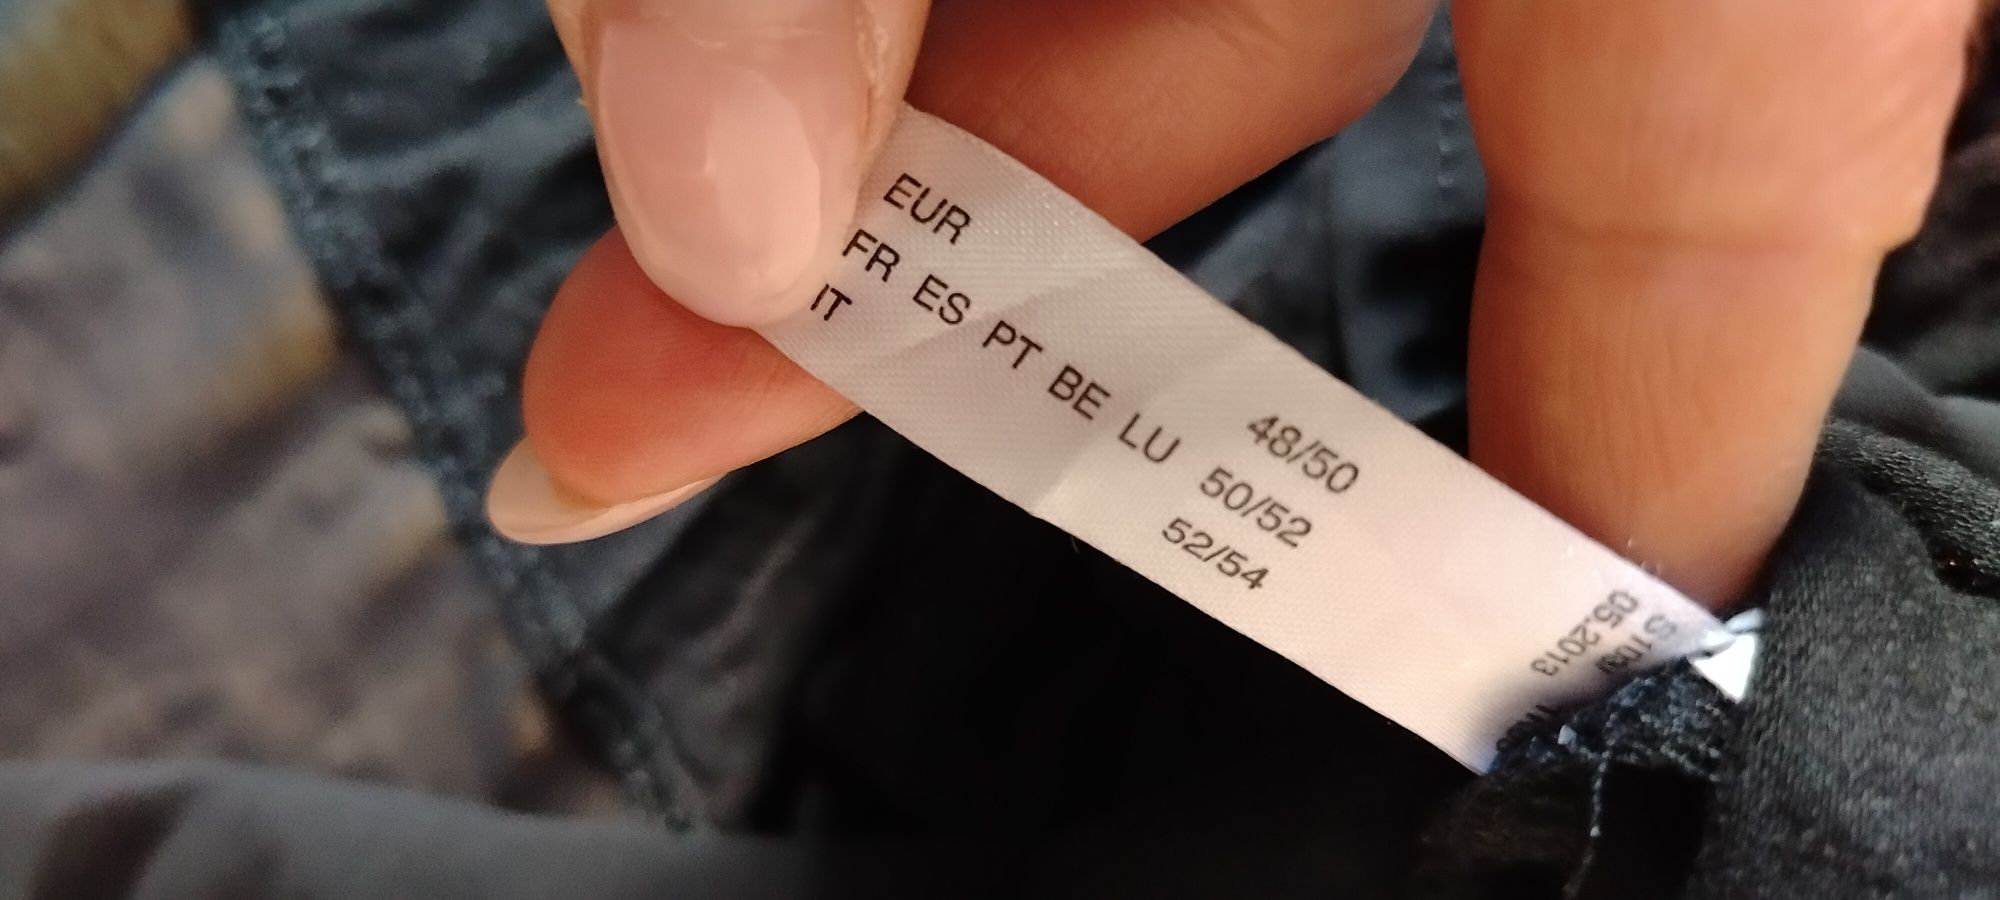 EUR 48/50
FR ES PT BE LU 50/52
IT 52/54
05.2013